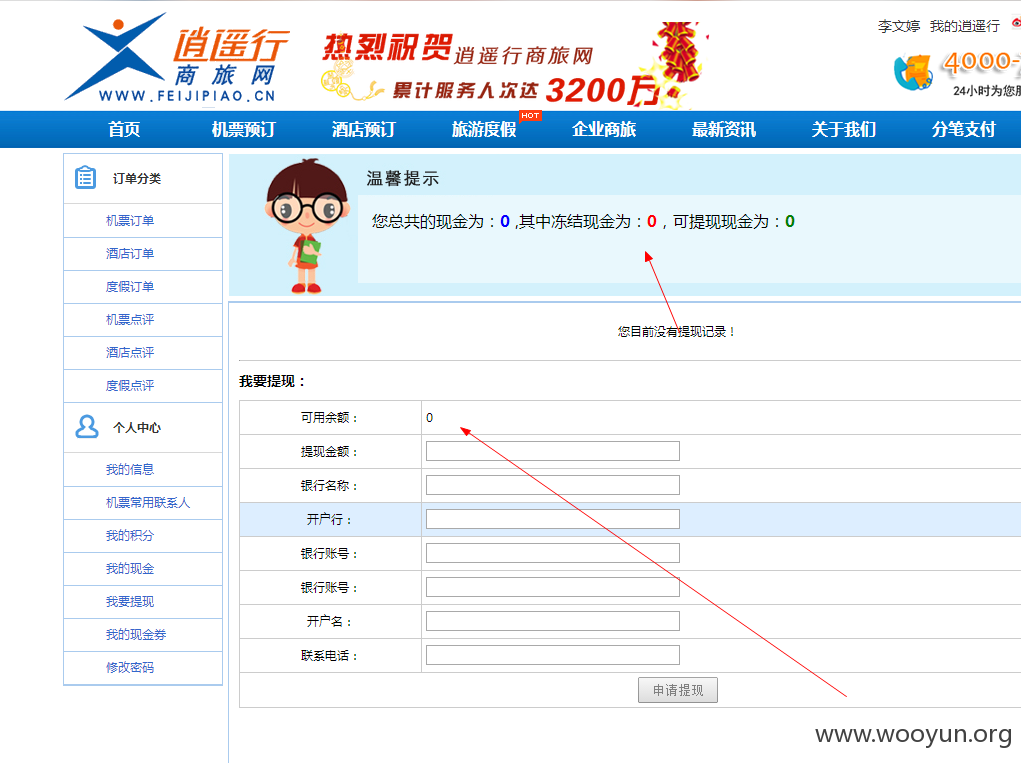 李文婷 我的逍遥行
逍遥行
商旅网
WWW.FEIJIPIAO.CN
热烈祝贺逍遥行商旅网
累计服务人次达 3200万
4000-
24小时为您服
首页 机票预订 酒店预订 旅游度假 HOT 企业商旅 最新资讯 关于我们 分笔支付
订单分类
机票订单
酒店订单
度假订单
机票点评
酒店点评
度假点评
个人中心
我的信息
机票常用联系人
我的积分
我的现金
我要提现
我的现金券
修改密码
温馨提示
您总共的现金为：0 ,其中冻结现金为：0 ，可提现现金为：0
您目前没有提现记录！
我要提现：
可用余额： 0
提现金额：
银行名称：
开户行：
银行账号：
银行账号：
开户名：
联系电话：
申请提现
www.wooyun.org